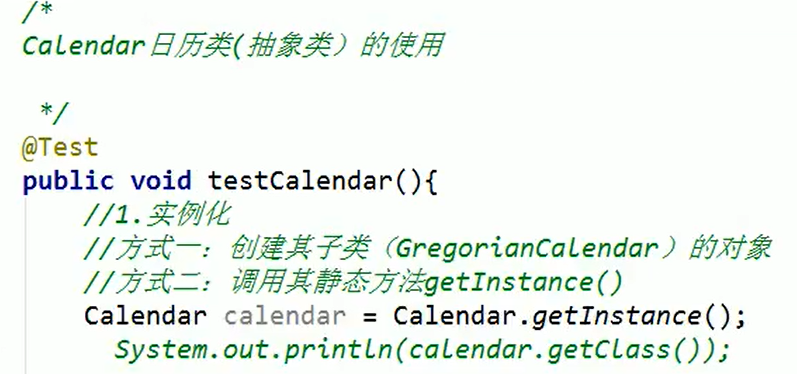 /*
Calendar日历类(抽象类）的使用
*/
@Test
public void testCalendar(){
//1.实例化
//方式一：创建其子类（GregorianCalendar）的对象
//方式二：调用其静态方法getInstance()
Calendar calendar = Calendar.getInstance();
System.out.println(calendar.getClass());